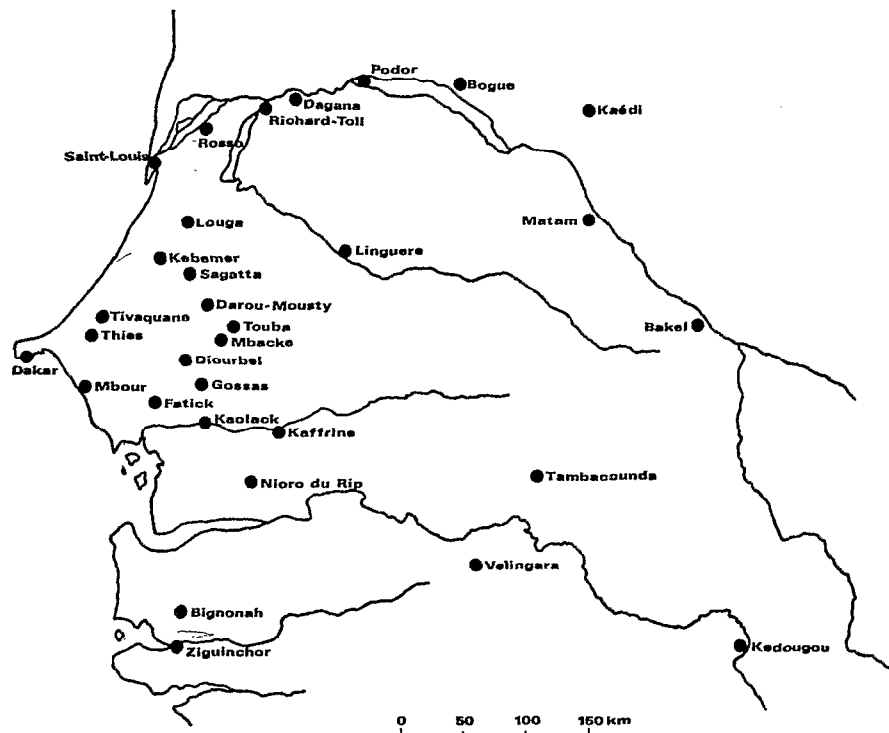 Podor
Bogue
Dagana
Kaédi
Richard-Toll
Rosso
Saint-Louis
Louga
Matam
Linguere
Kebemer
Sagatta
Darou-Mousty
Tivaquane
Touba
Bakel
Thies
Mbacke
Dakar
Diourbel
Mbour
Gossas
Fatick
Kaolack
Kaffrine
Nioro du Rip
Tambacounda
Velingara
Bignonah
Ziguinchor
Kedougou
0 50 100 150 km